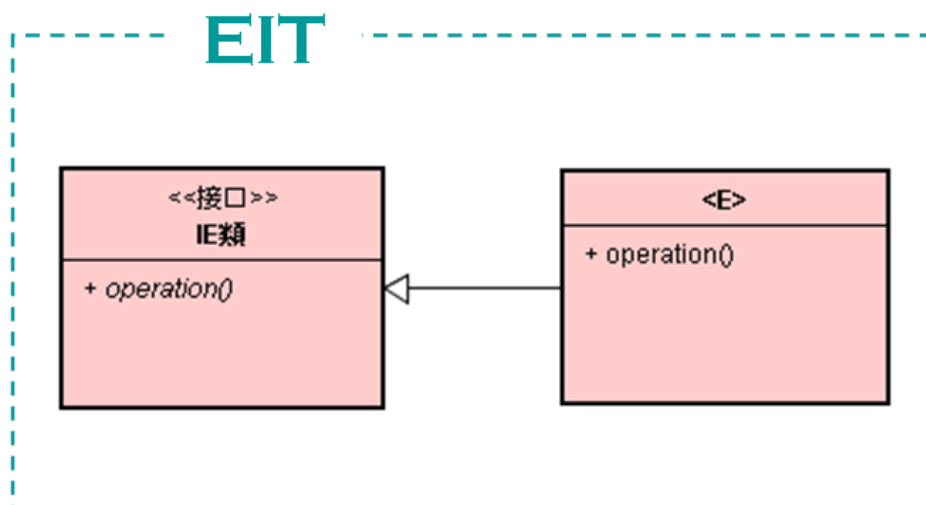 EIT
<<接口>>
IE類
+ operation()
<E>
+ operation()